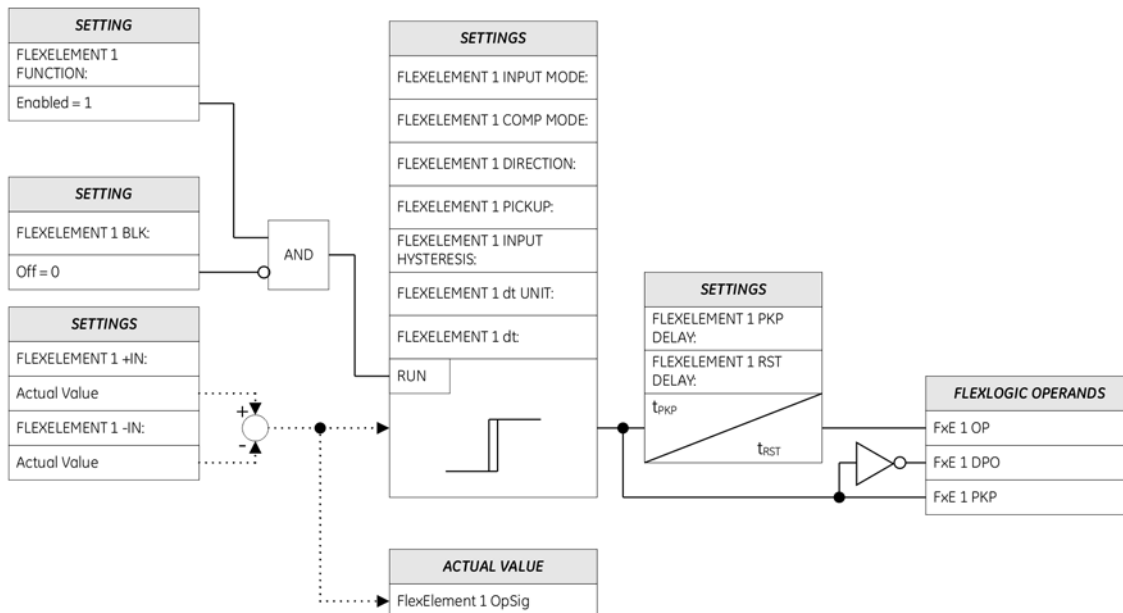 SETTING
FLEXELEMENT 1
FUNCTION:
Enabled = 1
SETTING
FLEXELEMENT 1 BLK:
Off = 0
SETTINGS
FLEXELEMENT 1 +IN:
Actual Value
FLEXELEMENT 1 -IN:
Actual Value
+
-
AND
SETTINGS
FLEXELEMENT 1 INPUT MODE:
FLEXELEMENT 1 COMP MODE:
FLEXELEMENT 1 DIRECTION:
FLEXELEMENT 1 PICKUP:
FLEXELEMENT 1 INPUT
HYSTERESIS:
FLEXELEMENT 1 dt UNIT:
FLEXELEMENT 1 dt:
RUN
ACTUAL VALUE
FlexElement 1 OpSig
SETTINGS
FLEXELEMENT 1 PKP
DELAY:
FLEXELEMENT 1 RST
DELAY:
tPKP
tRST
FLEXLOGIC OPERANDS
FxE 1 OP
FxE 1 DPO
FxE 1 PKP